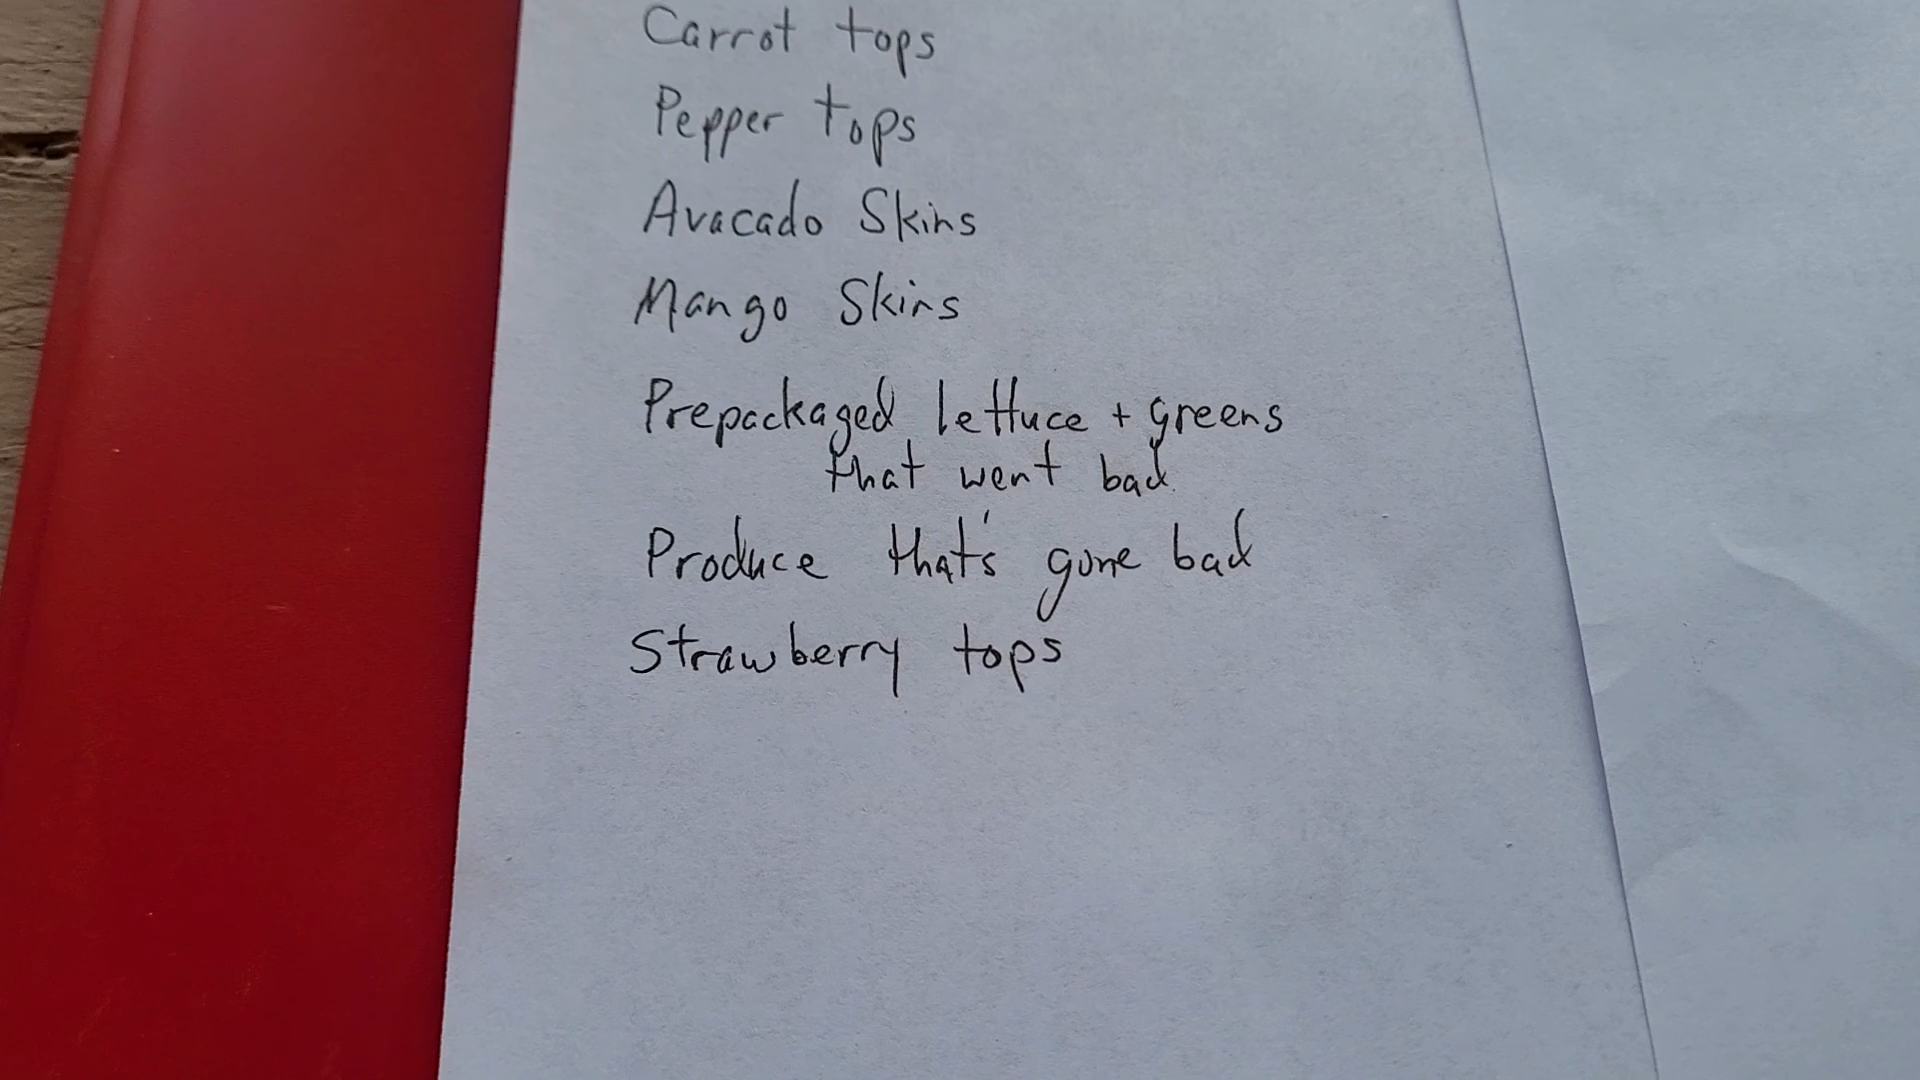 Carrot tops
Pepper tops
Avacado Skins
Mango Skins
Prepackaged lettuce + greens
that went bad
Produce that's gone bad
Strawberry tops